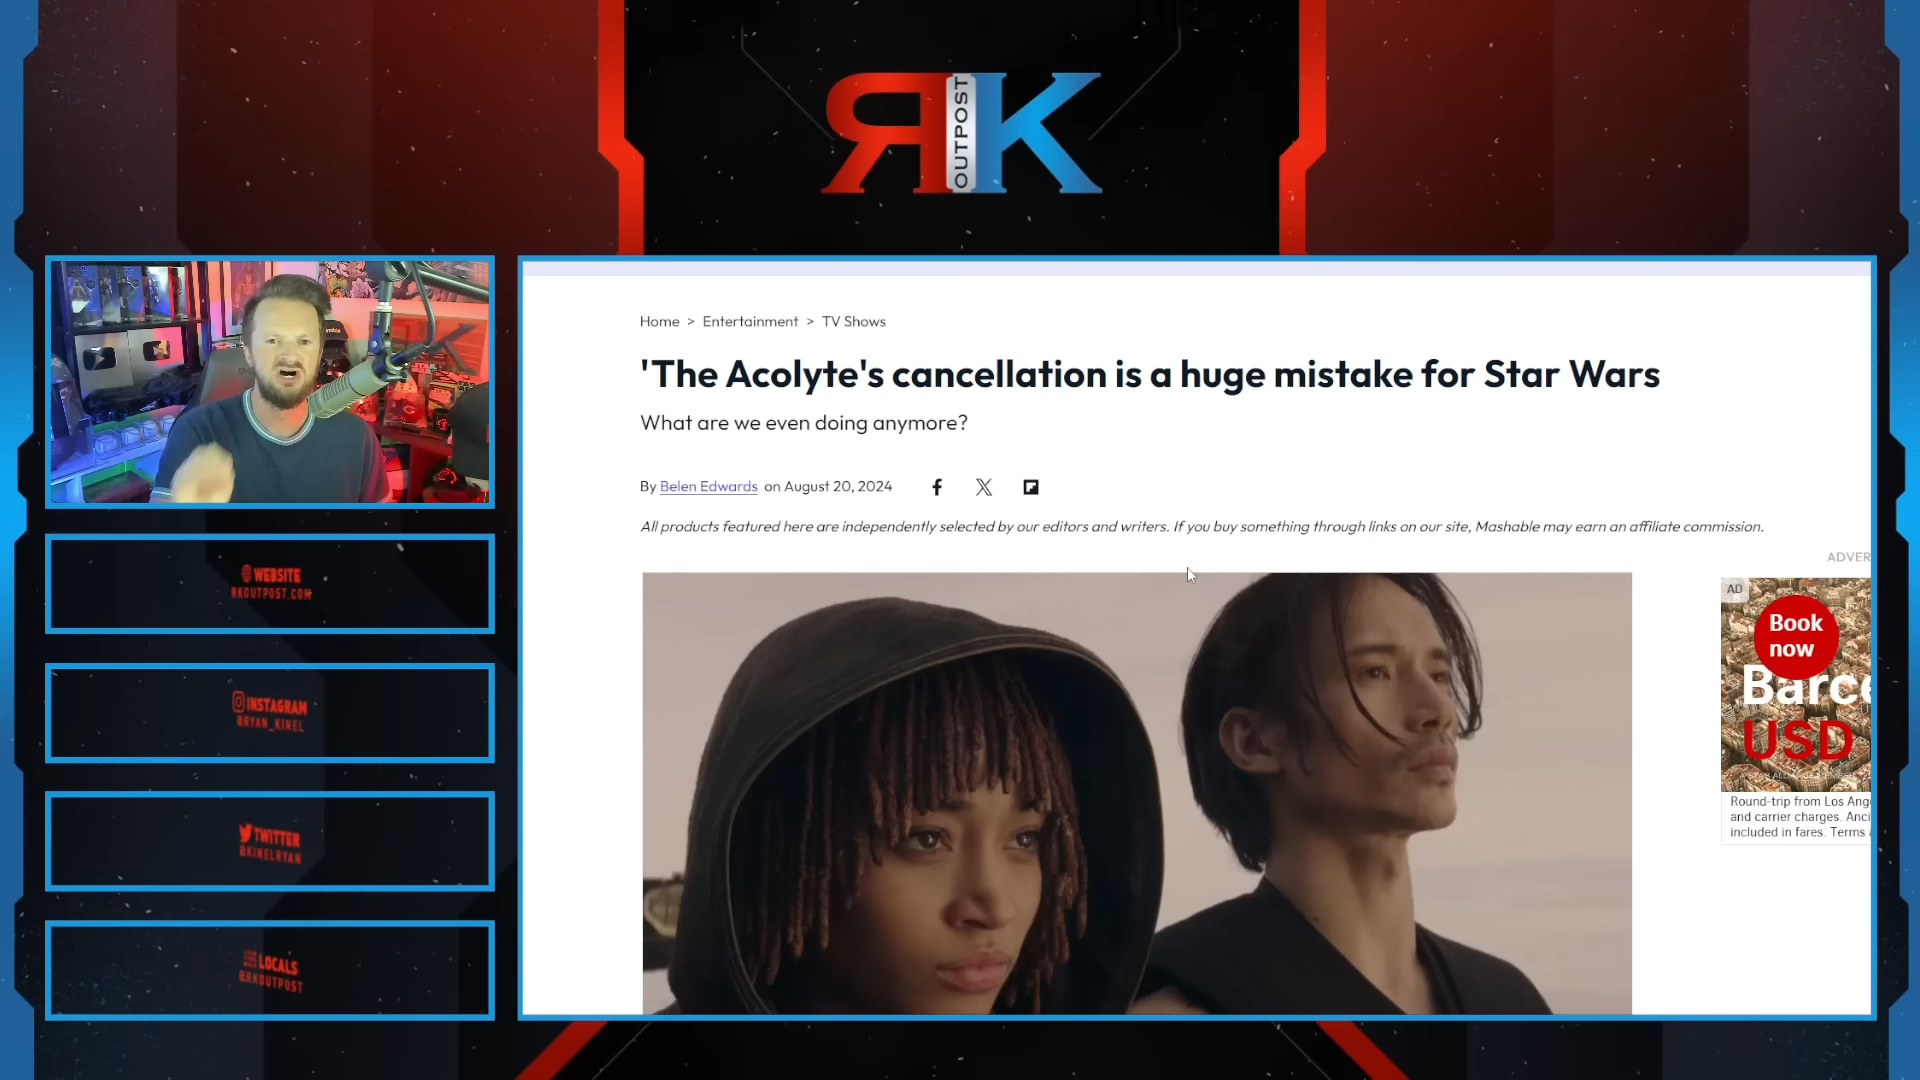 RK
OUTPOST
WEBSITE
RKOUTPOST.COM
INSTAGRAM
@RYAN_KINEL
TWITTER
@KINELRYAN
LOCALS
@RKOUTPOST
Home > Entertainment > TV Shows
'The Acolyte's cancellation is a huge mistake for Star Wars
What are we even doing anymore?
By Belen Edwards on August 20, 2024
All products featured here are independently selected by our editors and writers. If you buy something through links on our site, Mashable may earn an affiliate commission.
ADVER
AD
Book
now
Barce
USD
Round-trip from Los Ang
and carrier charges. Anci
included in fares. Terms